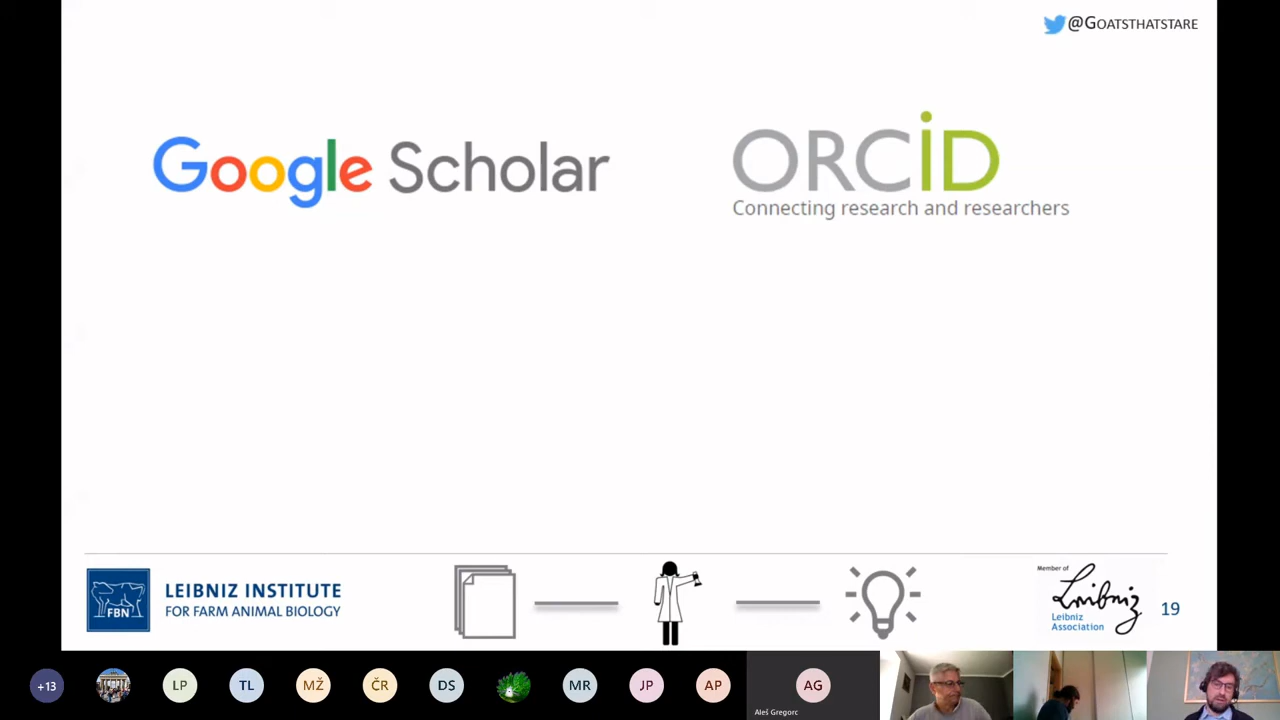 @GOATSTHATSTARE
Google Scholar
ORCID
Connecting research and researchers
FBN
LEIBNIZ INSTITUTE
FOR FARM ANIMAL BIOLOGY
Member of
Leibniz
Leibniz
Association
19
+13
LP
TL
MŽ
ČR
DS
MR
JP
AP
AG
Aleš Gregorc